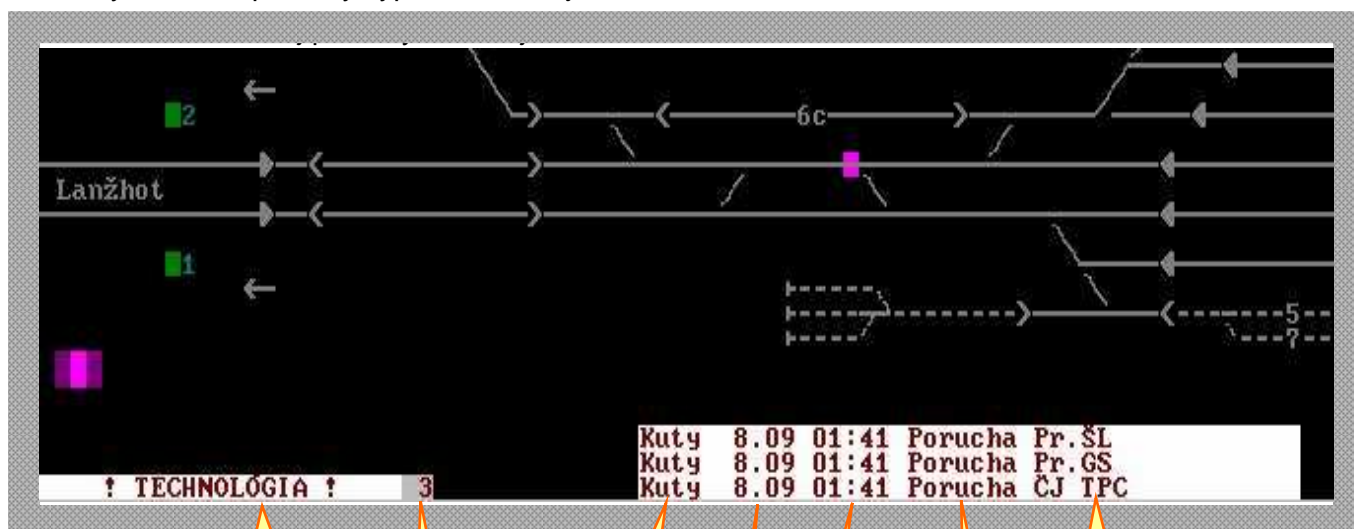 2
6c
Lanžhot
1
5
7
Kuty 8.09 01:41 Porucha Pr.ŠL
Kuty 8.09 01:41 Porucha Pr.GS
! TECHNOLÓGIA ! 3
Kuty 8.09 01:41 Porucha ČJ TPC